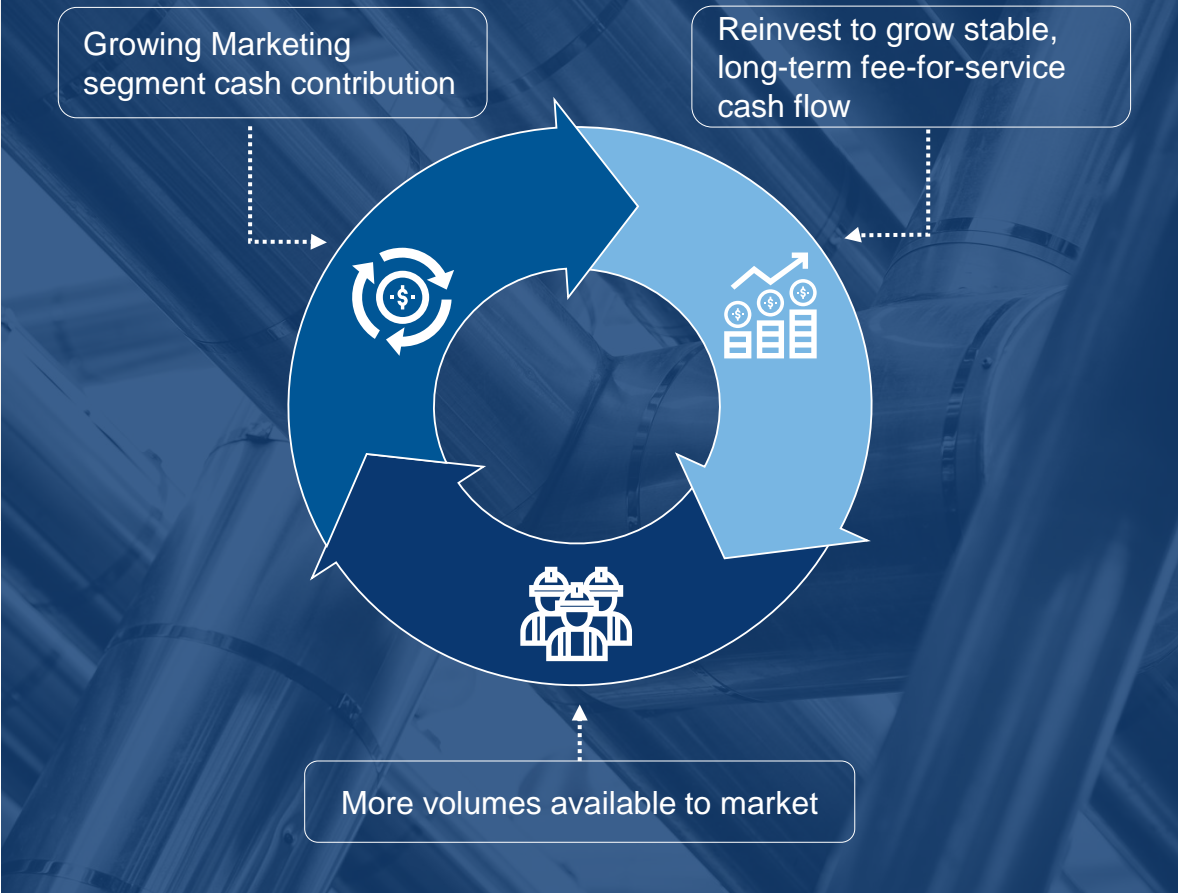 Growing Marketing
segment cash contribution
Reinvest to grow stable,
long-term fee-for-service
cash flow
More volumes available to market